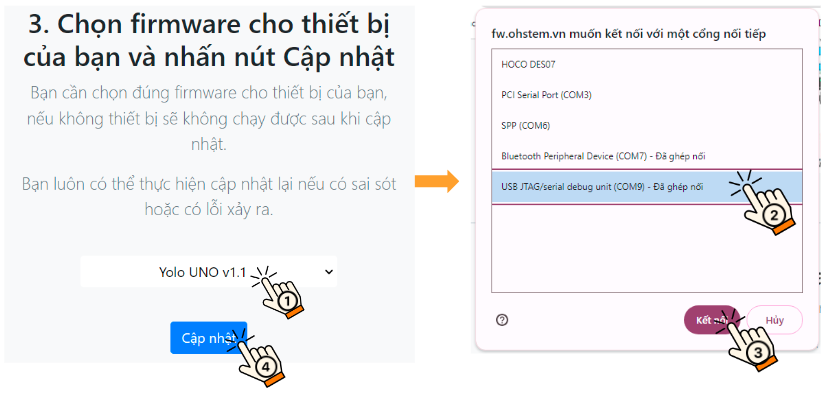 3. Chọn firmware cho thiết bị
của bạn và nhấn nút Cập nhật
Bạn cần chọn đúng firmware cho thiết bị của bạn,
nếu không thiết bị sẽ không chạy được sau khi cập
nhật.
Bạn luôn có thể thực hiện cập nhật lại nếu có sai sót
hoặc có lỗi xảy ra.
Yolo UNO v1.1
1
Cập nhật
4
fw.ohstem.vn muốn kết nối với một cổng nối tiếp
HOCO DES07
PCI Serial Port (COM3)
SPP (COM6)
Bluetooth Peripheral Device (COM7) - Đã ghép nối
USB JTAG/serial debug unit (COM9) - Đã ghép nối
2
Kết nối
Hủy
3